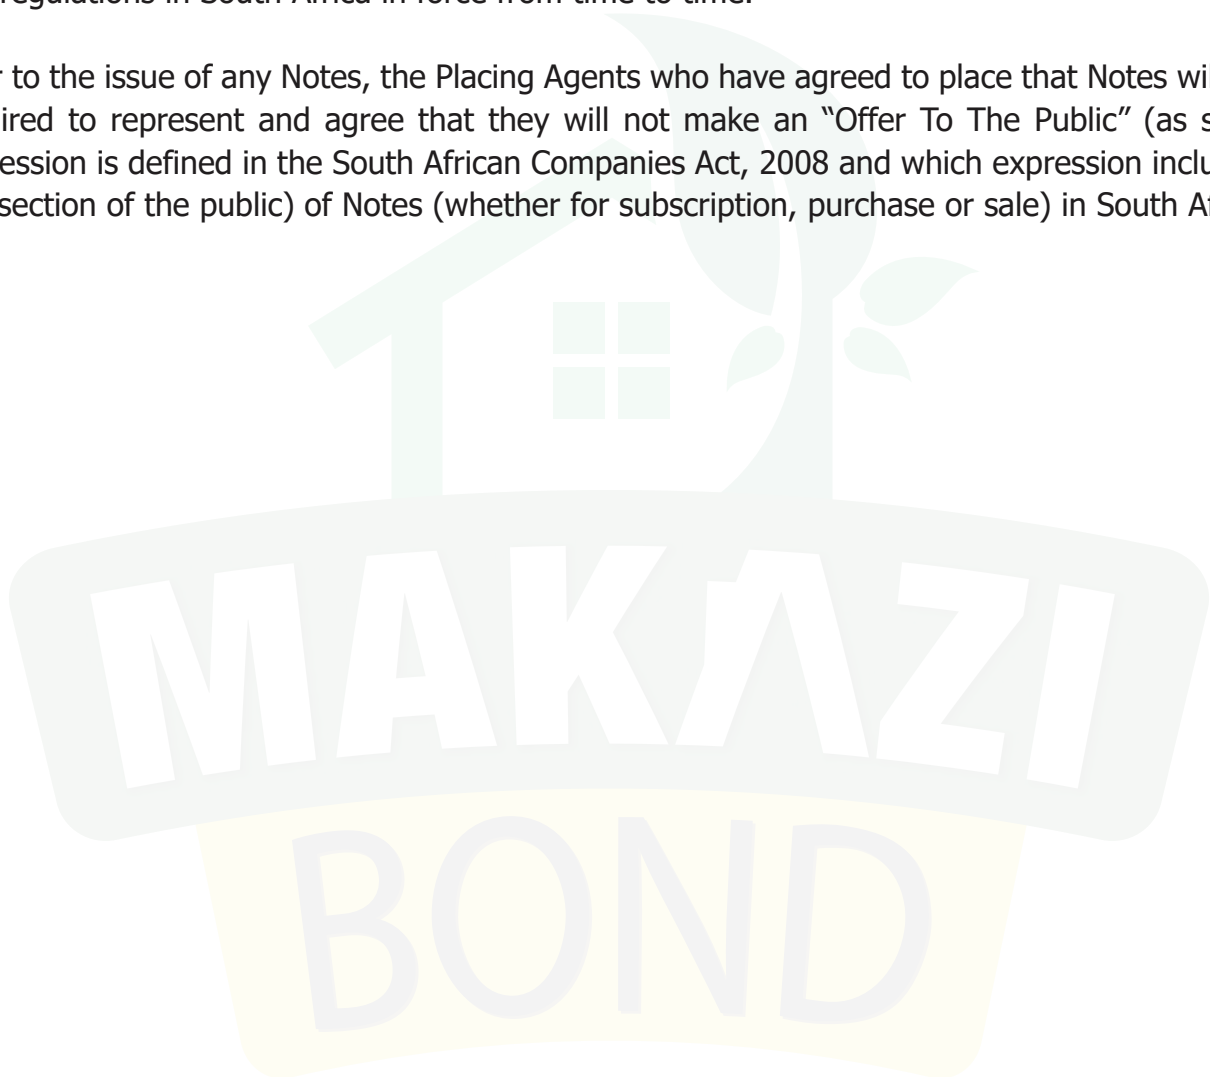 regulations in South Africa in force from time to time.
r to the issue of any Notes, the Placing Agents who have agreed to place that Notes wil
ired to represent and agree that they will not make an “Offer To The Public” (as s
ession is defined in the South African Companies Act, 2008 and which expression inclu
section of the public) of Notes (whether for subscription, purchase or sale) in South Af
MAKAZI
BOND